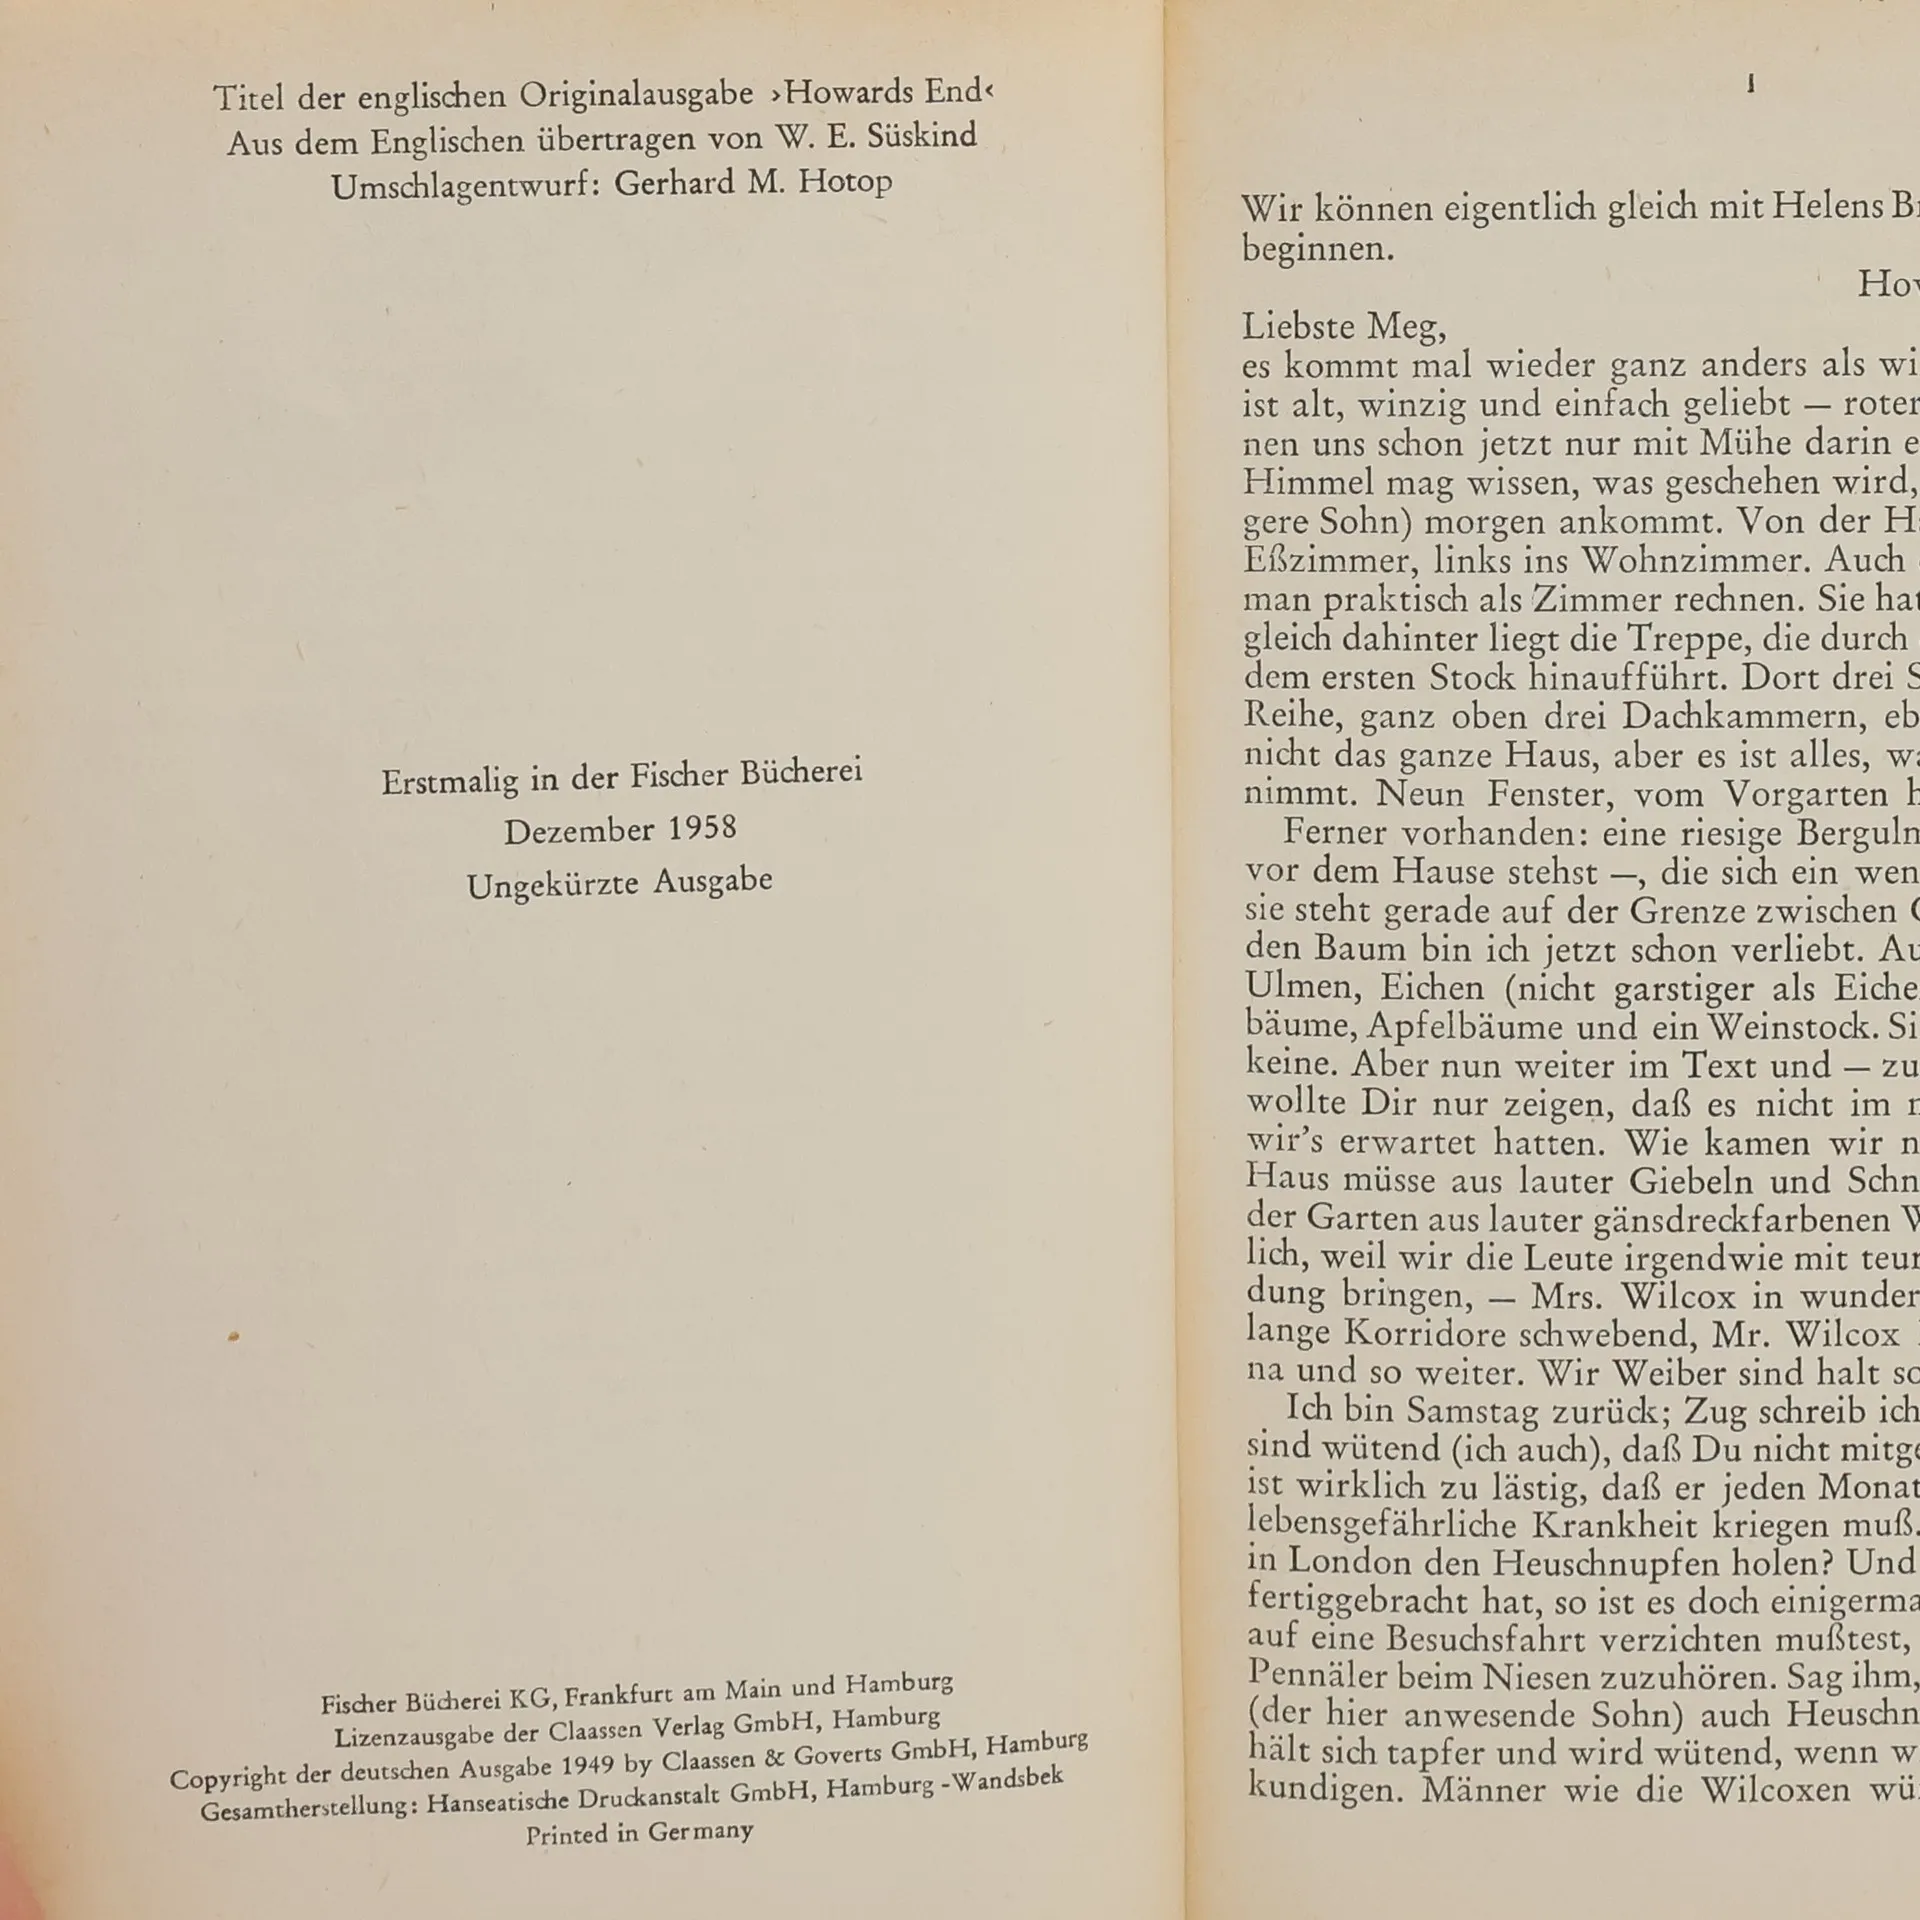 Titel der englischen Originalausgabe ›Howards End‹
Aus dem Englischen übertragen von W. E. Süskind
Umschlagentwurf: Gerhard M. Hotop
Erstmalig in der Fischer Bücherei
Dezember 1958
Ungekürzte Ausgabe
Fischer Bücherei KG, Frankfurt am Main und Hamburg
Lizenzausgabe der Claassen Verlag GmbH, Hamburg
Copyright der deutschen Ausgabe 1949 by Claassen & Goverts GmbH, Hamburg
Gesamtherstellung: Hanseatische Druckanstalt GmbH, Hamburg-Wandsbek
Printed in Germany
1
Wir können eigentlich gleich mit Helens
beginnen.
Liebste Meg,
es kommt mal wieder ganz anders als
ist alt, winzig und einfach geliebt — roter
nen uns schon jetzt nur mit Mühe darin
Himmel mag wissen, was geschehen wird,
gere Sohn) morgen ankommt. Von der
Eßzimmer, links ins Wohnzimmer. Auch
man praktisch als Zimmer rechnen. Sie
gleich dahinter liegt die Treppe, die durch
dem ersten Stock hinaufführt. Dort drei
Reihe, ganz oben drei Dachkammern,
nicht das ganze Haus, aber es ist alles,
nimmt. Neun Fenster, vom Vorgarten
Ferner vorhanden: eine riesige
vor dem Hause stehst —, die sich ein
sie steht gerade auf der Grenze zwischen
den Baum bin ich jetzt schon verliebt.
Ulmen, Eichen (nicht garstiger als
bäume, Apfelbäume und ein Weinstock.
keine. Aber nun weiter im Text und — zu
wollte Dir nur zeigen, daß es nicht im
wir's erwartet hatten. Wie kamen wir
Haus müsse aus lauter Giebeln und
der Garten aus lauter gänsdreckfarbenen
lich, weil wir die Leute irgendwie mit
dung bringen, — Mrs. Wilcox in
lange Korridore schwebend, Mr. Wilcox
na und so weiter. Wir Weiber sind halt
Ich bin Samstag zurück; Zug schreib ich
sind wütend (ich auch), daß Du nicht
ist wirklich zu lästig, daß er jeden Monat
lebensgefährliche Krankheit kriegen muß.
in London den Heuschnupfen holen? Und
fertiggebracht hat, so ist es doch
auf eine Besuchsfahrt verzichten mußtest,
Pennäler beim Niesen zuzuhören. Sag ihm,
(der hier anwesende Sohn) auch
hält sich tapfer und wird wütend, wenn
kundigen. Männer wie die Wilcoxen